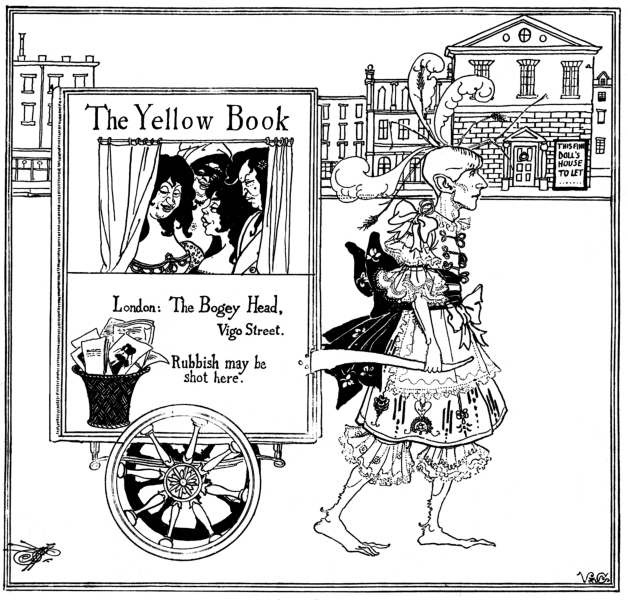 The Yellow Book
THIS FINE
DOLL'S
HOUSE
TO LET
London: The Bogey Head,
Vigo Street.
Rubbish may be
shot here.